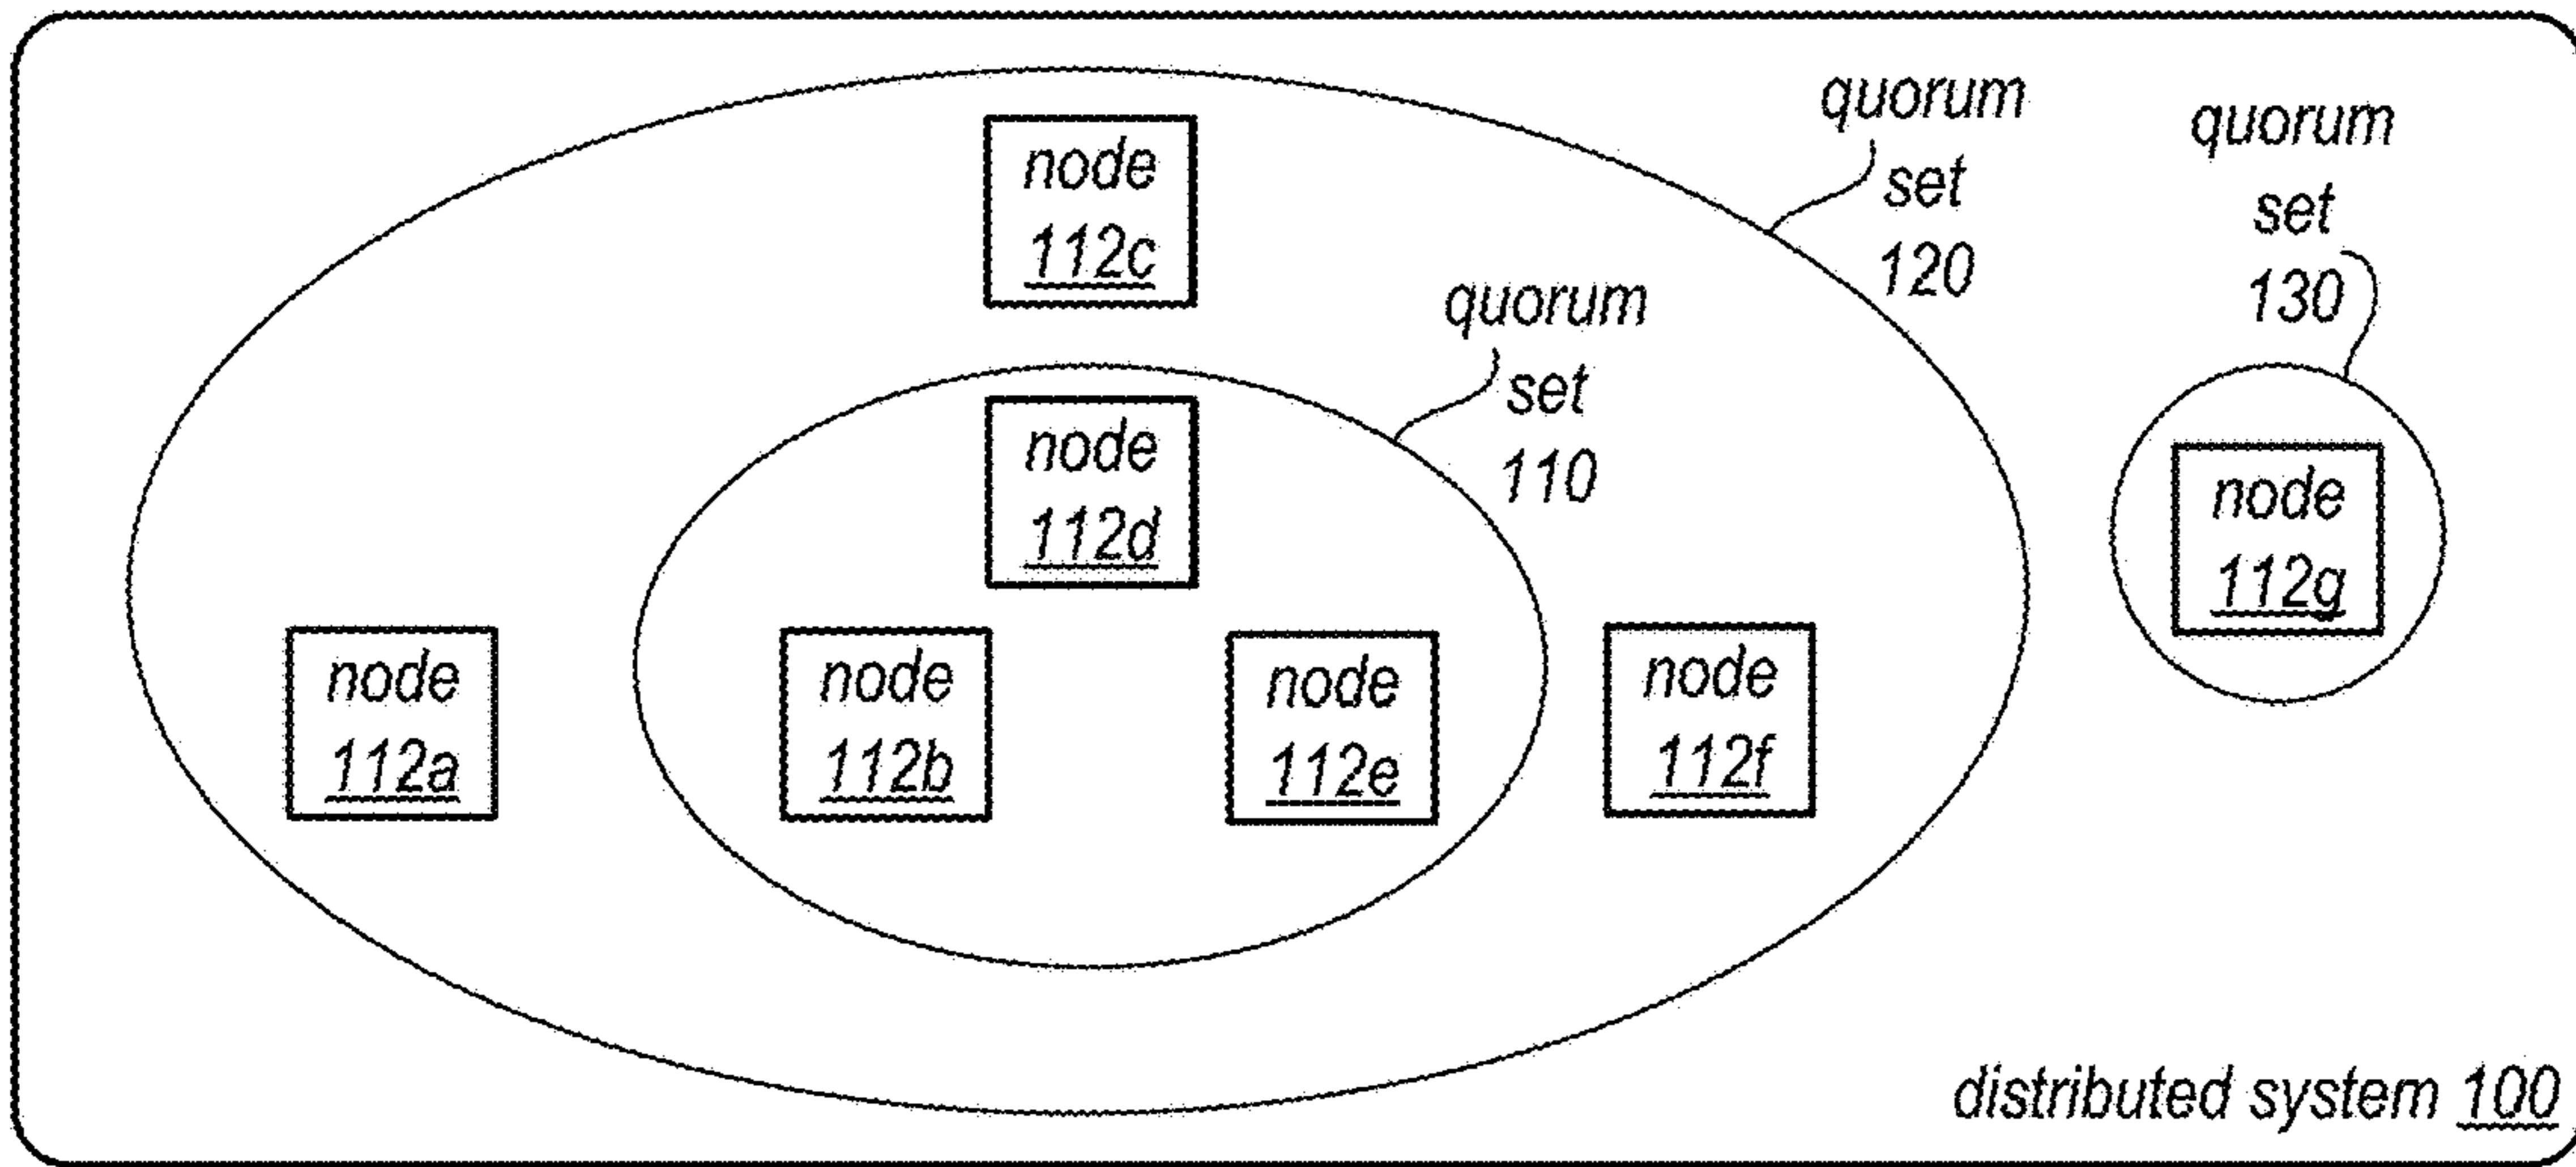 node
112c
quorum
set
120
quorum
set
130
quorum
set
110
node
112d
node
112g
node
112a
node
112b
node
112e
node
112f
distributed system 100